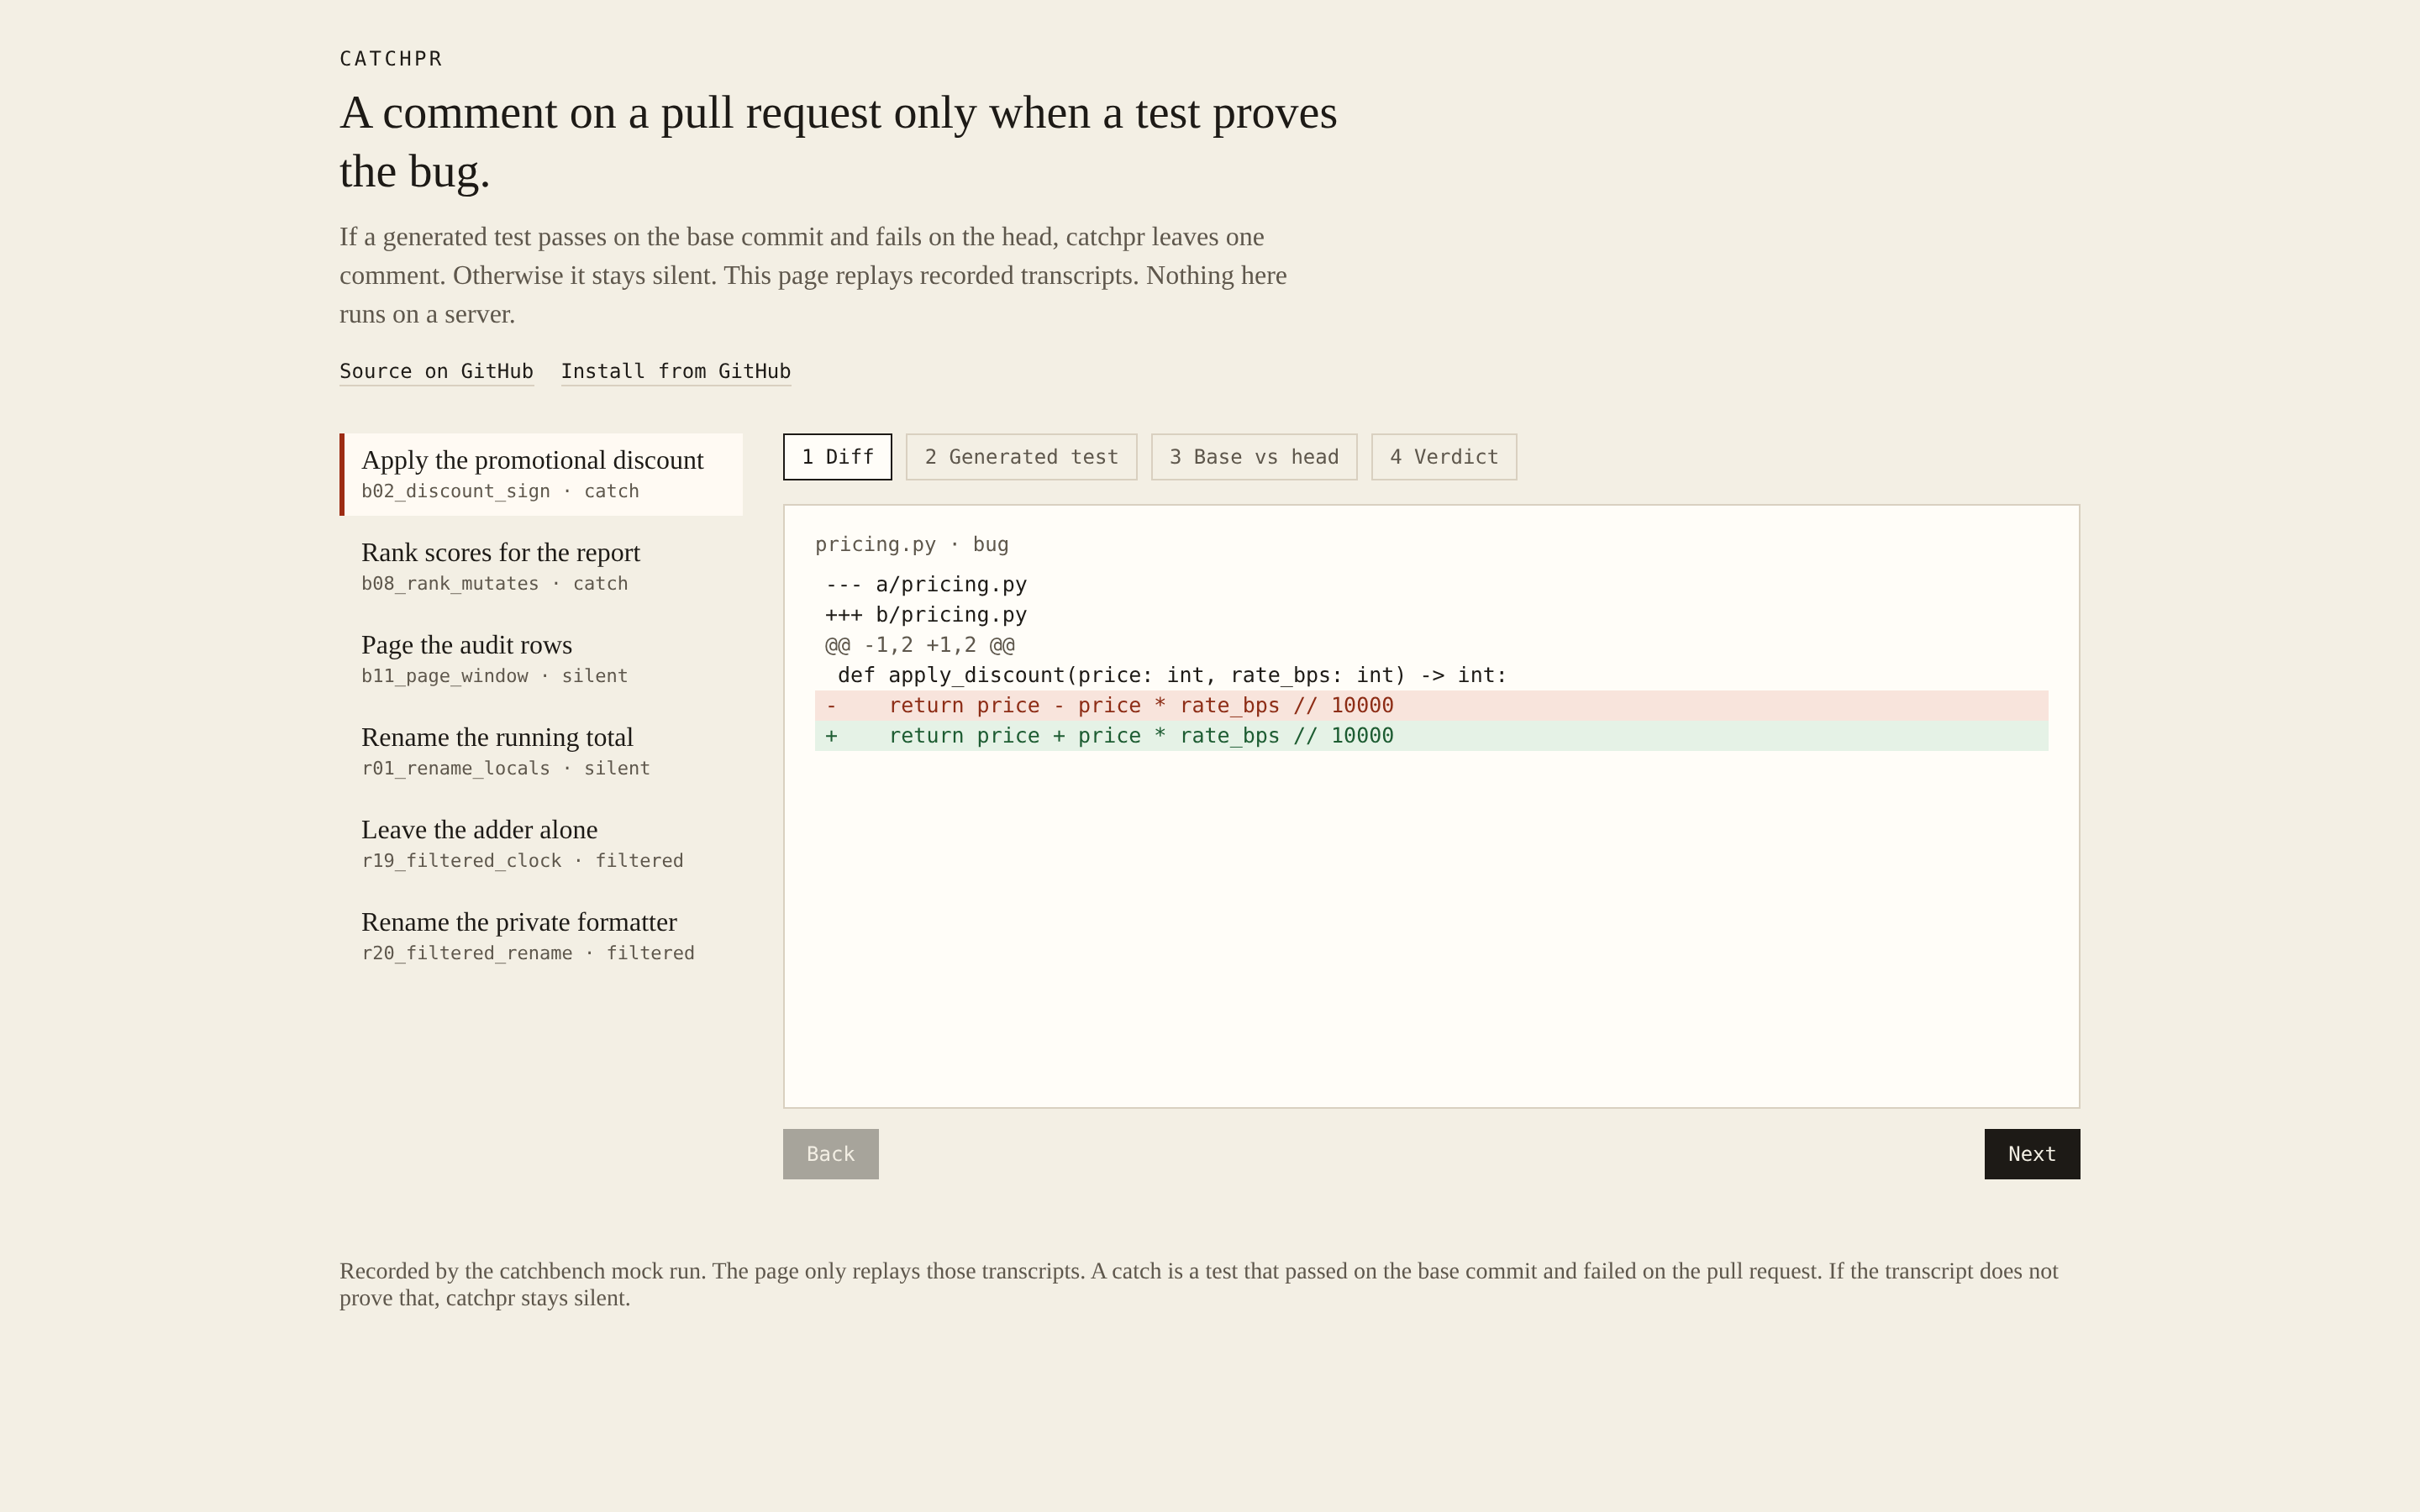 CATCHPR
A comment on a pull request only when a test proves
the bug.
If a generated test passes on the base commit and fails on the head, catchpr leaves one
comment. Otherwise it stays silent. This page replays recorded transcripts. Nothing here
runs on a server.
Source on GitHub Install from GitHub
Apply the promotional discount
b02_discount_sign · catch
Rank scores for the report
b08_rank_mutates · catch
Page the audit rows
b11_page_window · silent
Rename the running total
r01_rename_locals · silent
Leave the adder alone
r19_filtered_clock · filtered
Rename the private formatter
r20_filtered_rename · filtered
1 Diff 2 Generated test 3 Base vs head 4 Verdict
pricing.py · bug
--- a/pricing.py
+++ b/pricing.py
@@ -1,2 +1,2 @@
 def apply_discount(price: int, rate_bps: int) -> int:
-    return price - price * rate_bps // 10000
+    return price + price * rate_bps // 10000
Back Next
Recorded by the catchbench mock run. The page only replays those transcripts. A catch is a test that passed on the base commit and failed on the pull request. If the transcript does not
prove that, catchpr stays silent.